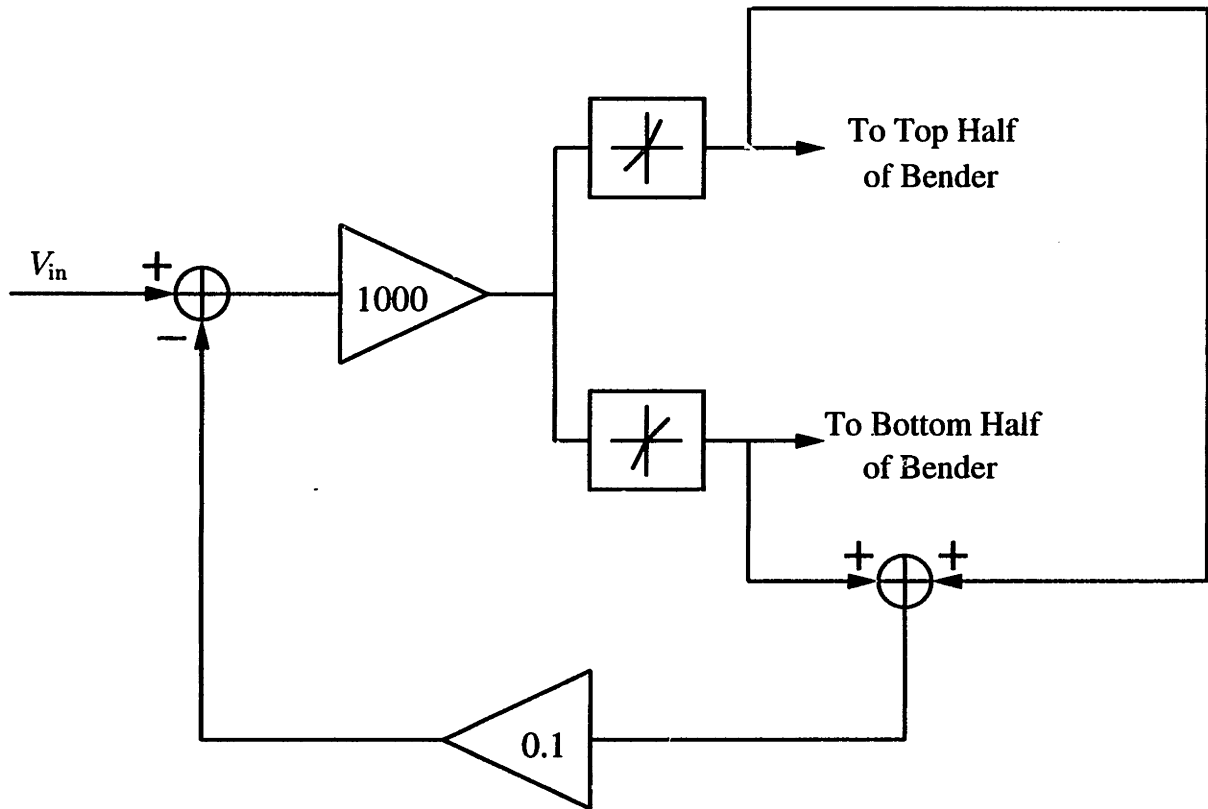 To Top Half
of Bender
V_in
+
−
1000
To Bottom Half
of Bender
+ +
0.1